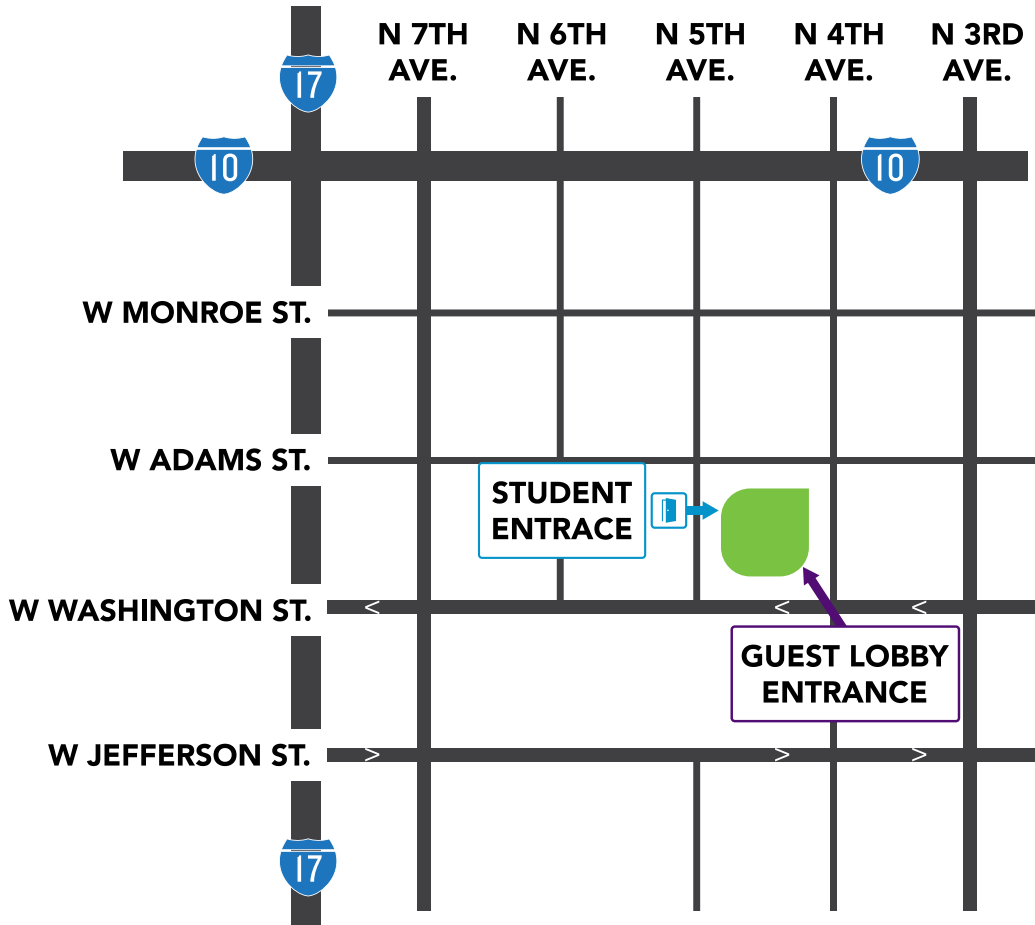 N 7TH
AVE.
N 6TH
AVE.
N 5TH
AVE.
N 4TH
AVE.
N 3RD
AVE.
17
10
10
W MONROE ST.
W ADAMS ST.
STUDENT
ENTRACE
W WASHINGTON ST.
<
<
<
GUEST LOBBY
ENTRANCE
W JEFFERSON ST.
>
>
>
17